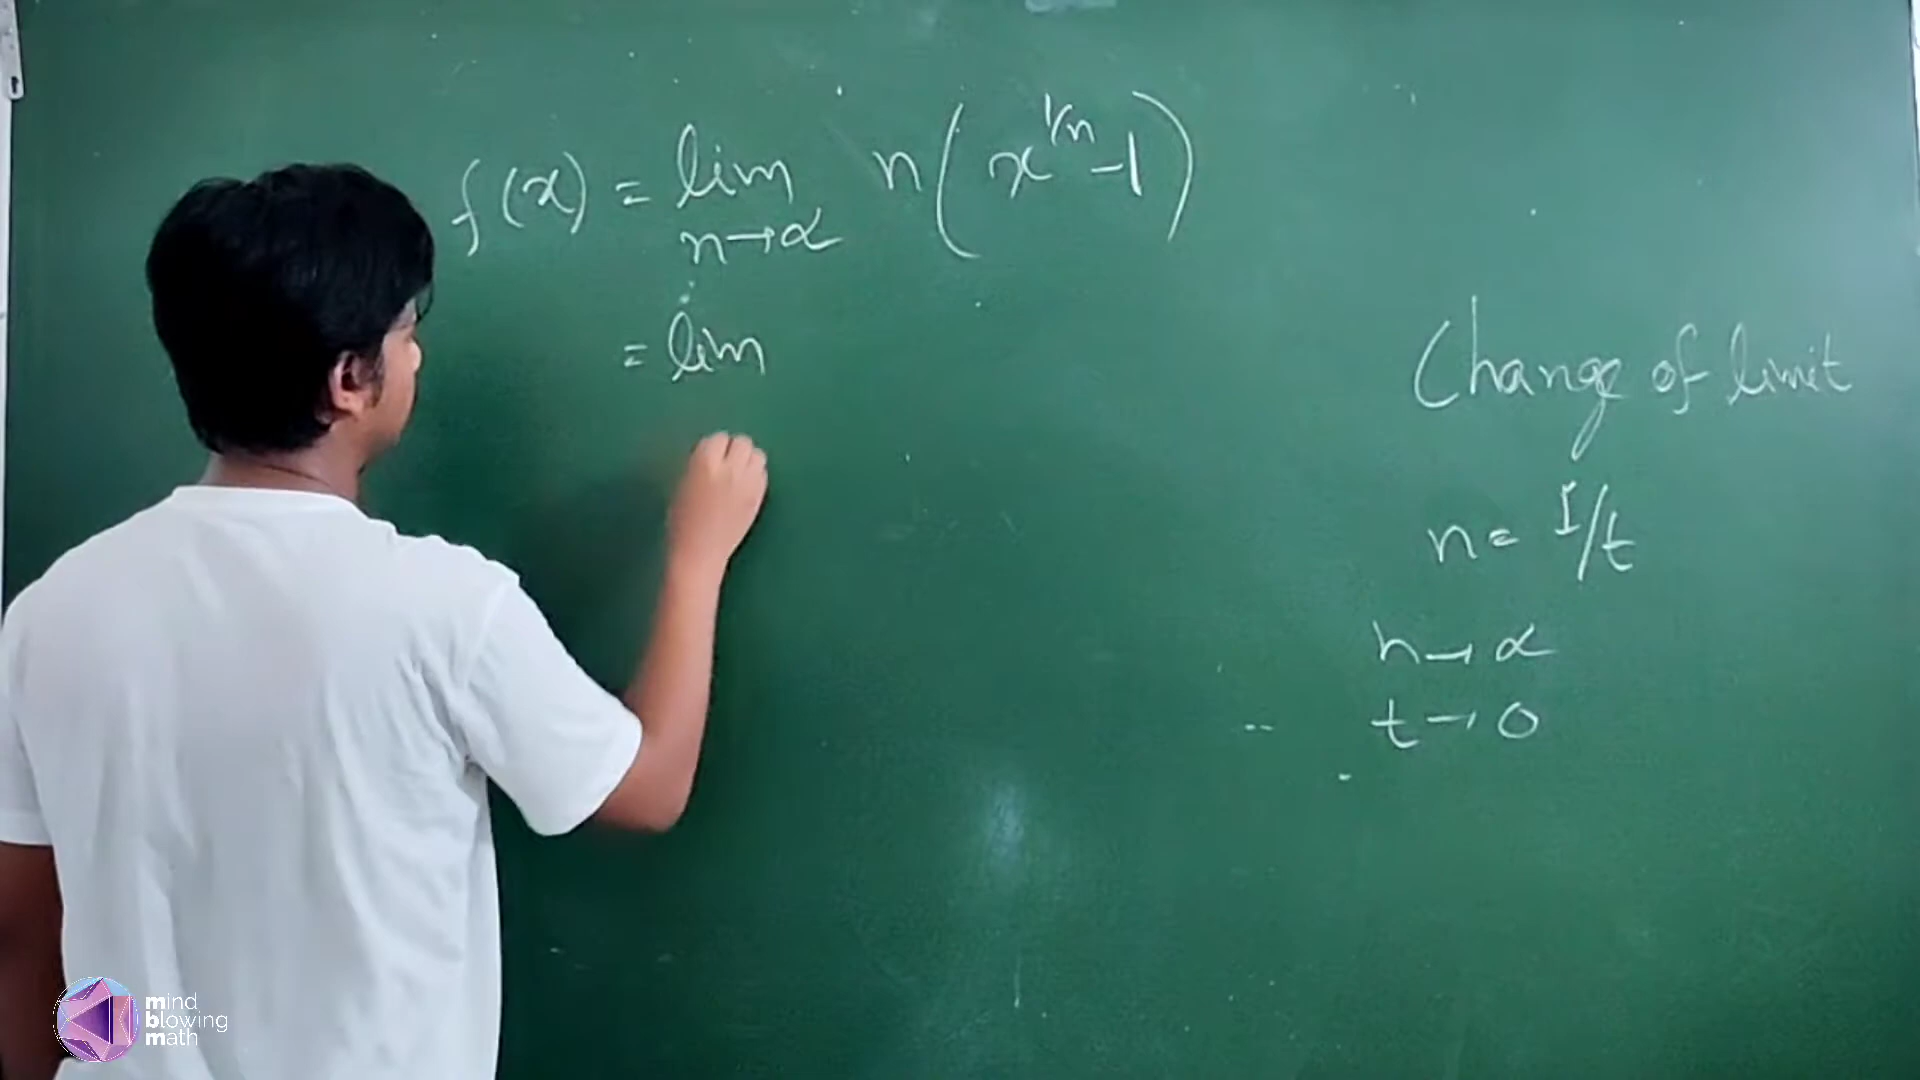 f(x) = lim n(x^{1/n} - 1)
n→∝
= lim
Change of limit
n = 1/t
n→∝
t→0
mind
blowing
math